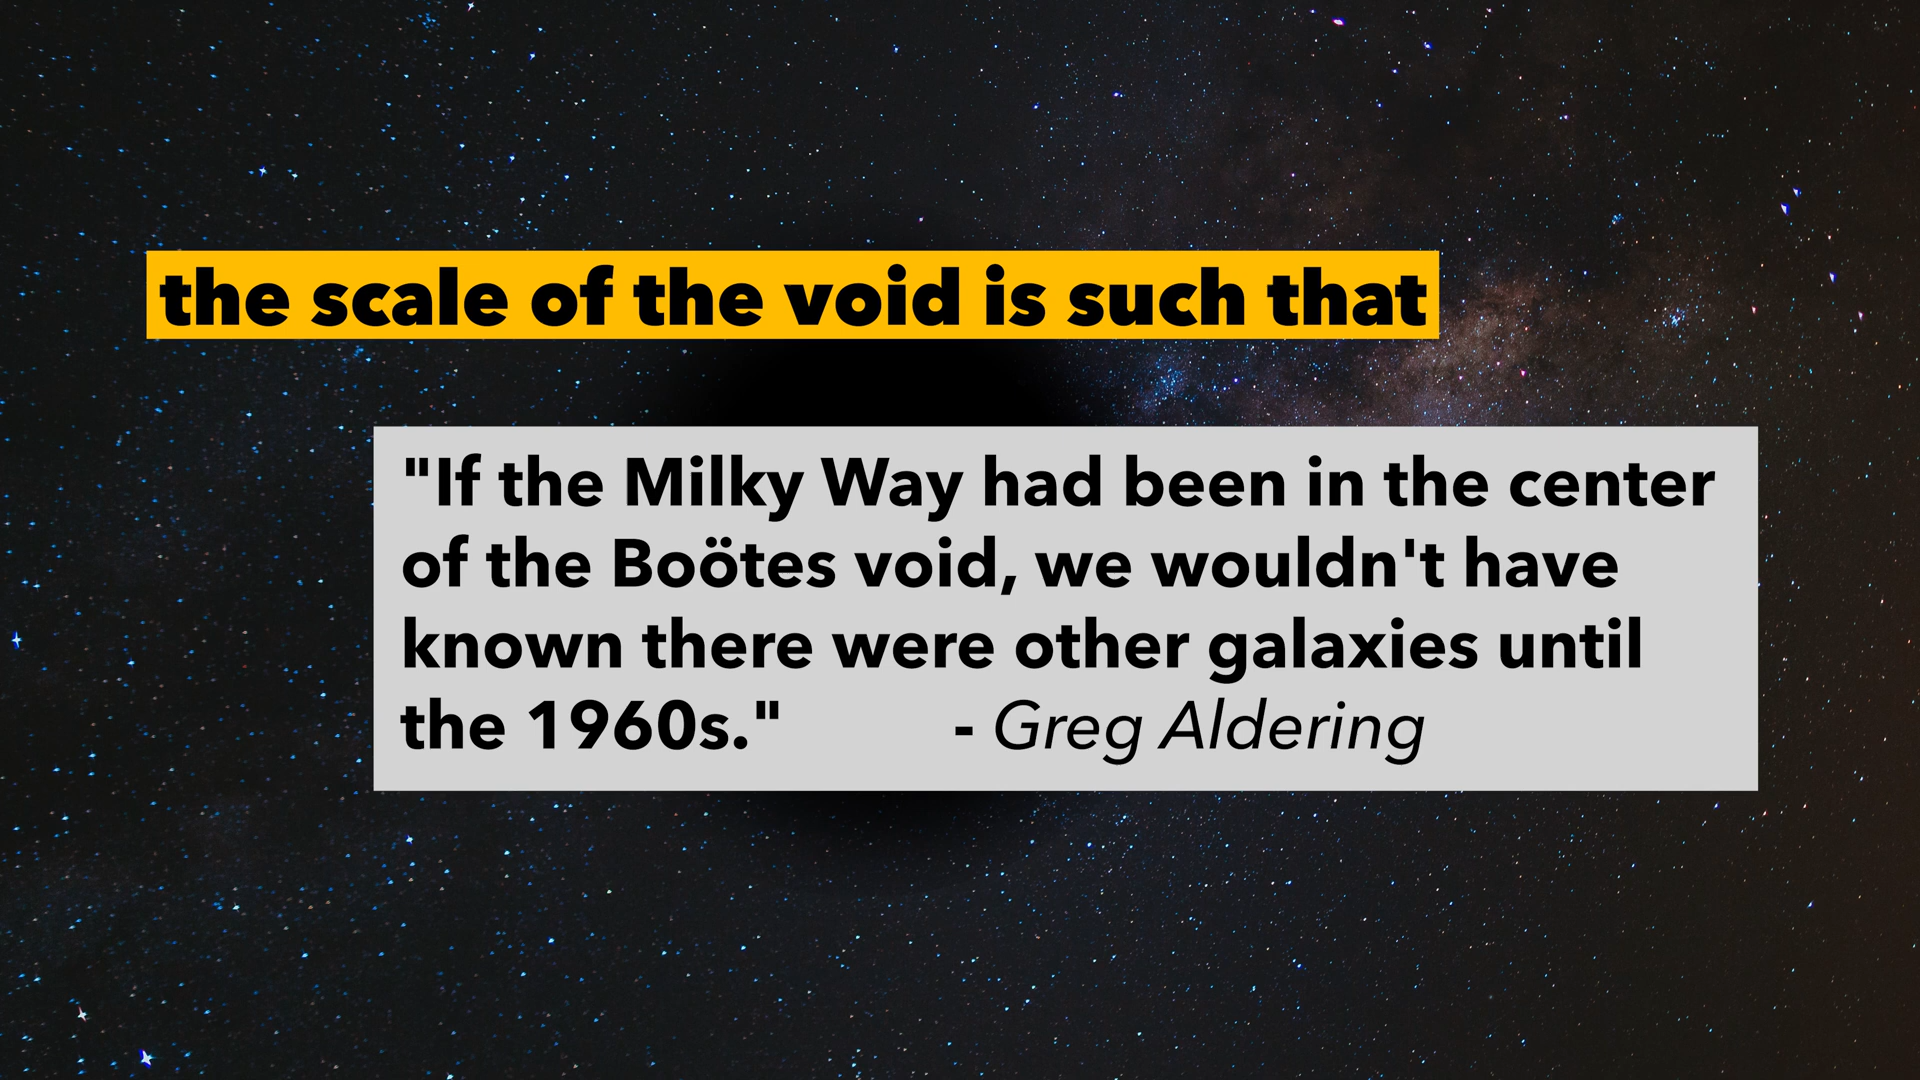 the scale of the void is such that
"If the Milky Way had been in the center
of the Boötes void, we wouldn't have
known there were other galaxies until
the 1960s." - Greg Aldering